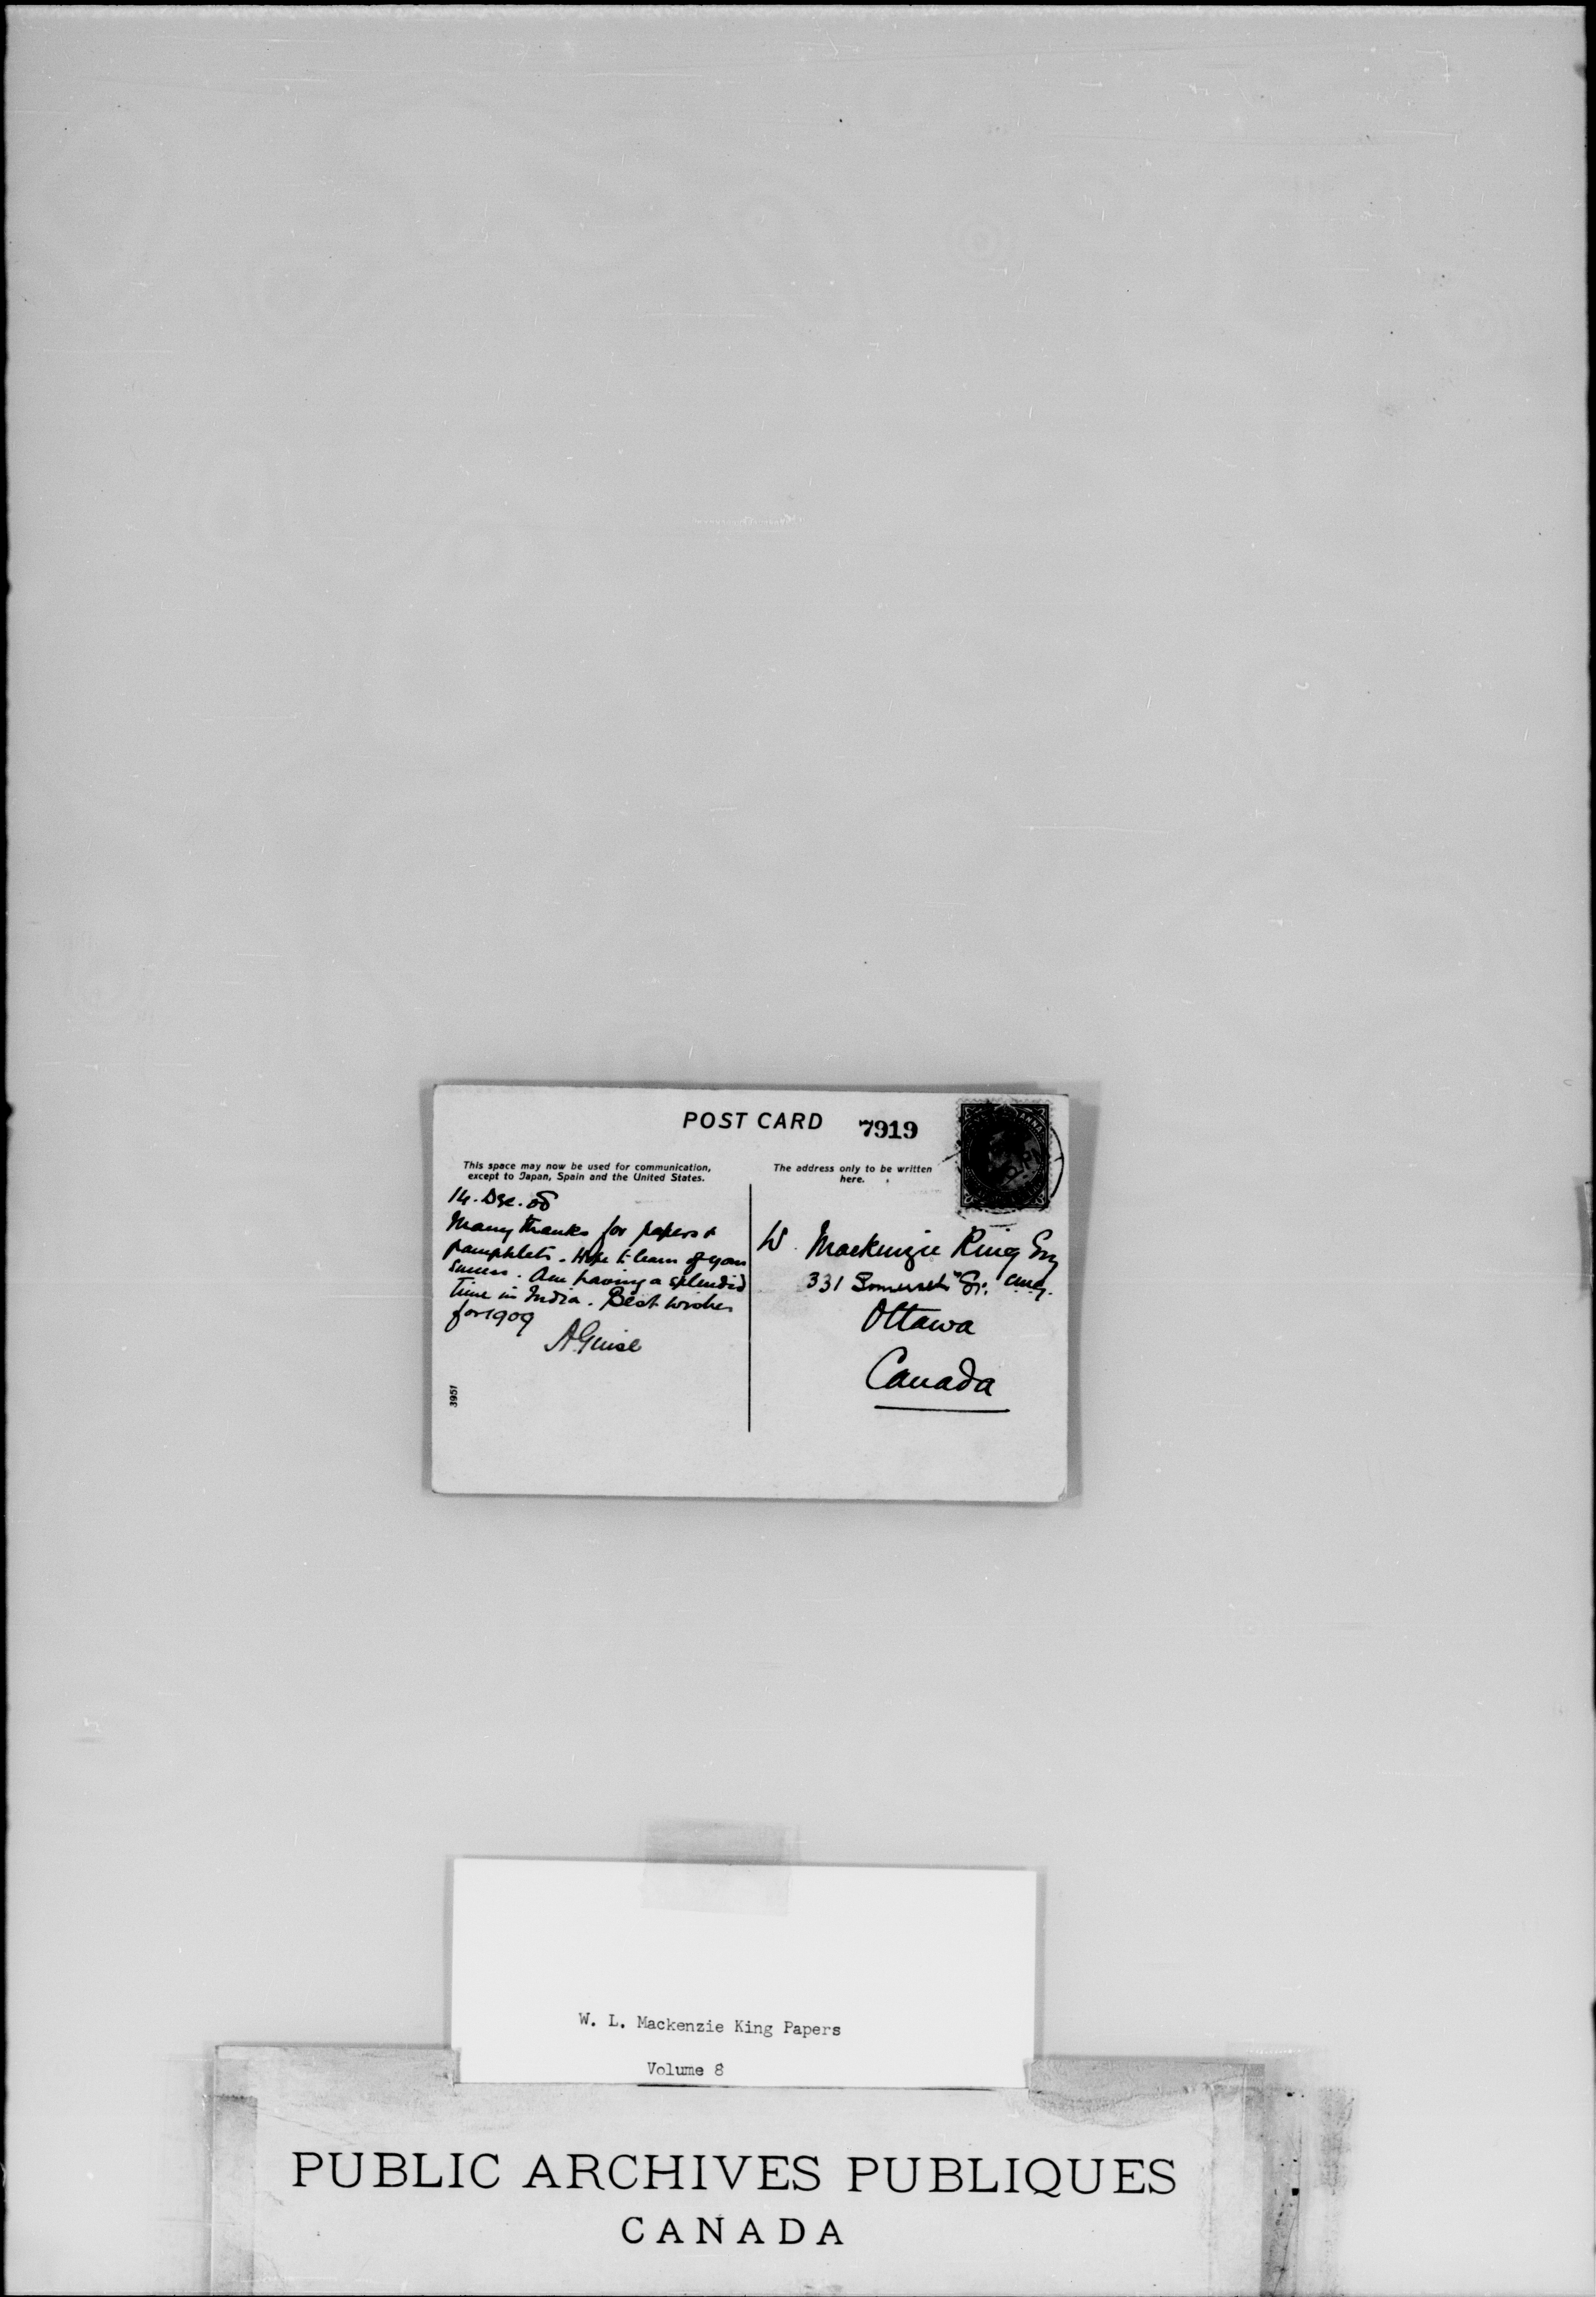 POST CARD 7919
This space may now be used for communication,
except to Japan, Spain and the United States.
The address only to be written
here.
14. Dec. 08
Many thanks for papers &
pamphlets. Hope to learn of your
success. Am having a splendid
time in India. Best wishes
for 1909
A Guise
3951
ANNA
W. Mackenzie King Esq
331 Somerset St. CMG.
Ottawa
Canada
W. L. Mackenzie King Papers
Volume 8
PUBLIC ARCHIVES PUBLIQUES
CANADA